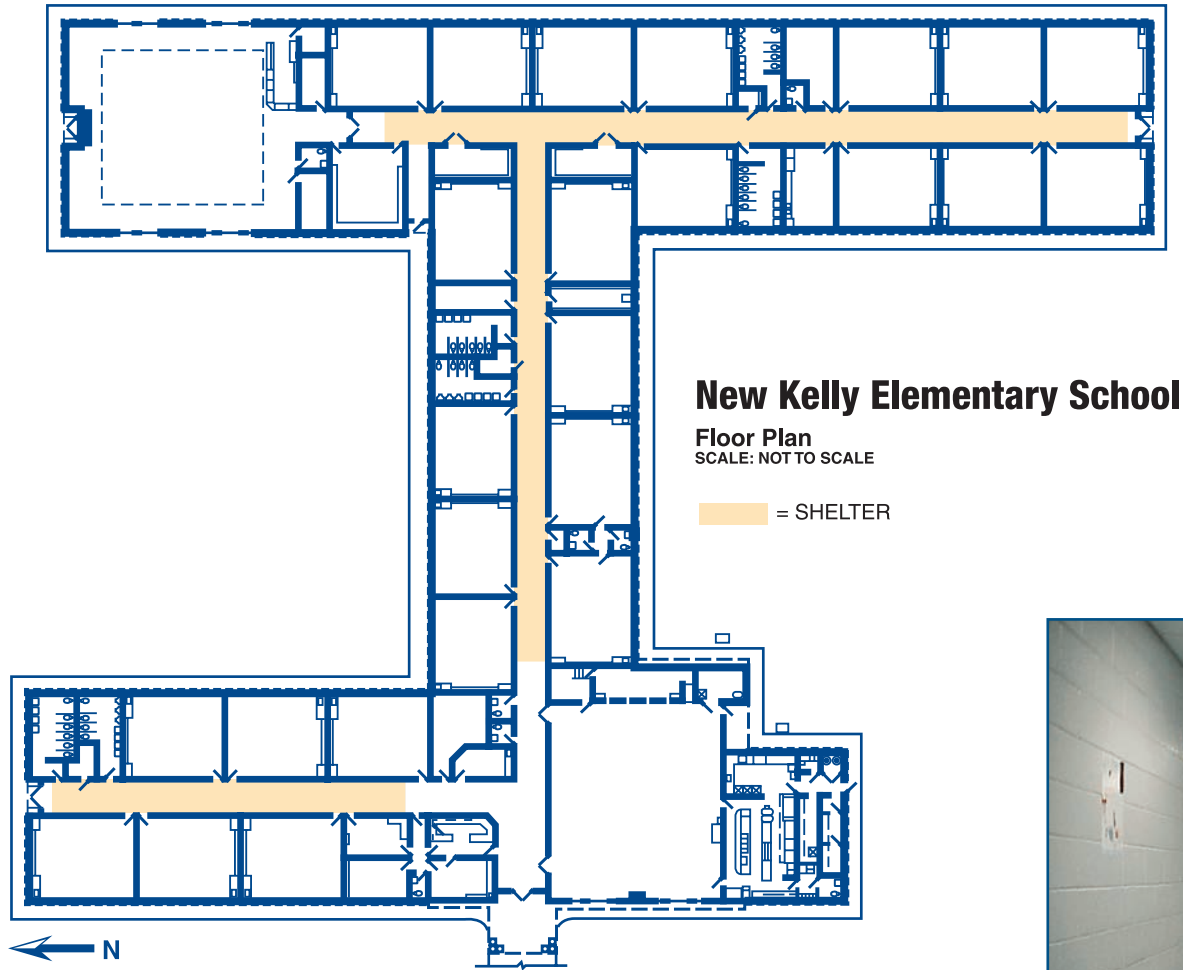 New Kelly Elementary School
Floor Plan
SCALE: NOT TO SCALE
= SHELTER
N